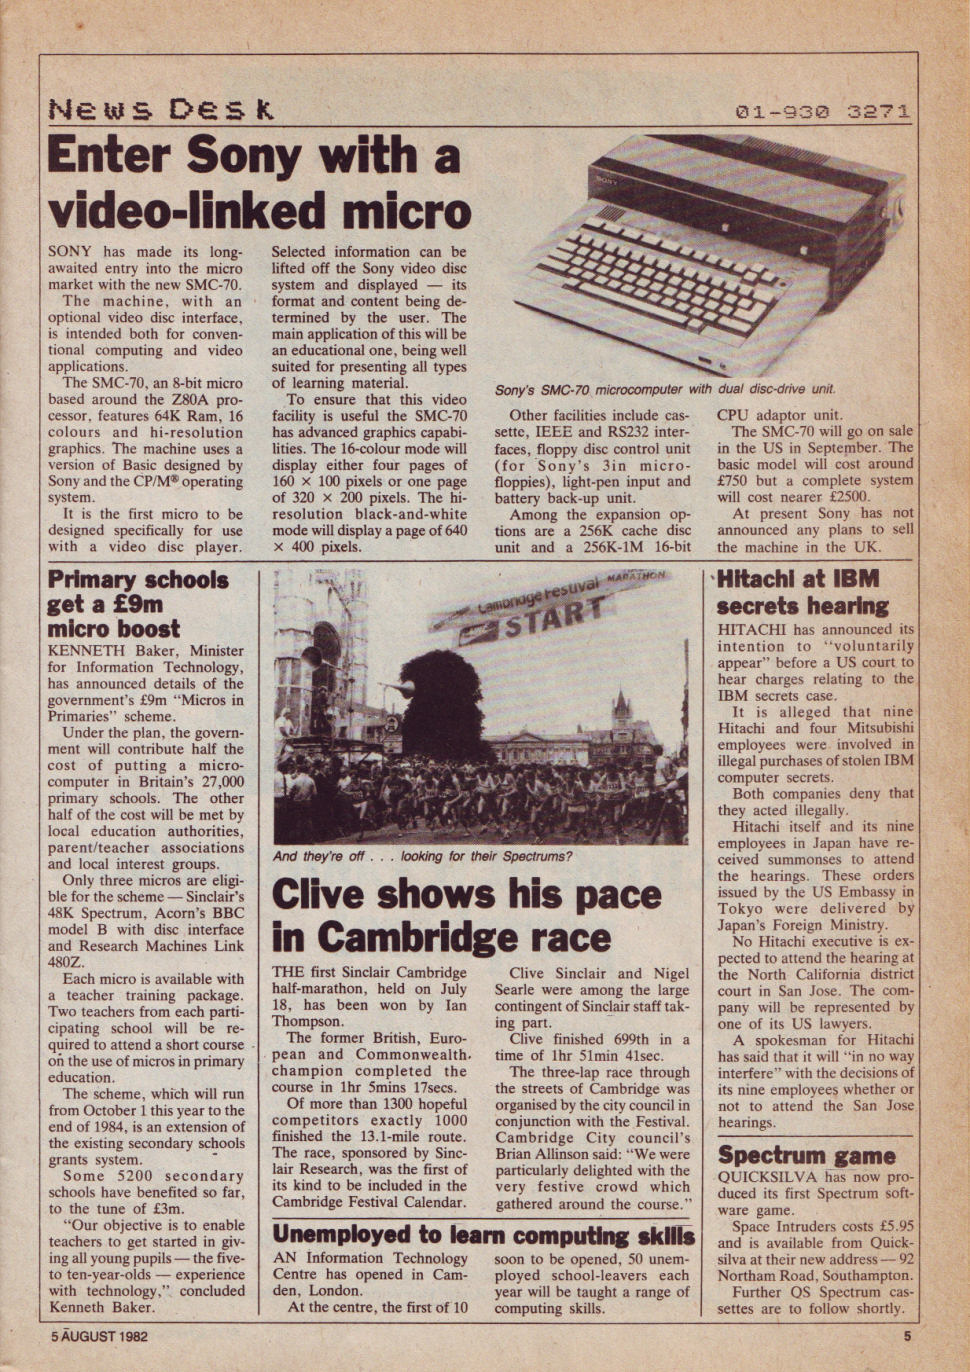 News Desk
01-930 3271
Enter Sony with a
video-linked micro
SONY has made its long-
awaited entry into the micro
market with the new SMC-70.
The machine, with an
optional video disc interface,
is intended both for conven-
tional computing and video
applications.
The SMC-70, an 8-bit micro
based around the Z80A pro-
cessor, features 64K Ram, 16
colours and hi-resolution
graphics. The machine uses a
version of Basic designed by
Sony and the CP/M® operating
system.
It is the first micro to be
designed specifically for use
with a video disc player.
Selected information can be
lifted off the Sony video disc
system and displayed — its
format and content being de-
termined by the user. The
main application of this will be
an educational one, being well
suited for presenting all types
of learning material.
To ensure that this video
facility is useful the SMC-70
has advanced graphics capabi-
lities. The 16-colour mode will
display either four pages of
160 × 100 pixels or one page
of 320 × 200 pixels. The hi-
resolution black-and-white
mode will display a page of 640
× 400 pixels.
SONY
Sony's SMC-70 microcomputer with dual disc-drive unit.
Other facilities include cas-
sette, IEEE and RS232 inter-
faces, floppy disc control unit
(for Sony's 3in micro-
floppies), light-pen input and
battery back-up unit.
Among the expansion op-
tions are a 256K cache disc
unit and a 256K-1M 16-bit
CPU adaptor unit.
The SMC-70 will go on sale
in the US in September. The
basic model will cost around
£750 but a complete system
will cost nearer £2500.
At present Sony has not
announced any plans to sell
the machine in the UK.
Primary schools
get a £9m
micro boost
KENNETH Baker, Minister
for Information Technology,
has announced details of the
government's £9m “Micros in
Primaries” scheme.
Under the plan, the govern-
ment will contribute half the
cost of putting a micro-
computer in Britain's 27,000
primary schools. The other
half of the cost will be met by
local education authorities,
parent/teacher associations
and local interest groups.
Only three micros are eligi-
ble for the scheme — Sinclair's
48K Spectrum, Acorn's BBC
model B with disc interface
and Research Machines Link
480Z.
Each micro is available with
a teacher training package.
Two teachers from each parti-
cipating school will be re-
quired to attend a short course
on the use of micros in primary
education.
The scheme, which will run
from October 1 this year to the
end of 1984, is an extension of
the existing secondary schools
grants system.
Some 5200 secondary
schools have benefited so far,
to the tune of £3m.
“Our objective is to enable
teachers to get started in giv-
ing all young pupils — the five-
to ten-year-olds — experience
with technology,” concluded
Kenneth Baker.
Cambridge Festival MARATHON
START
And they're off . . . looking for their Spectrums?
Clive shows his pace
in Cambridge race
THE first Sinclair Cambridge
half-marathon, held on July
18, has been won by Ian
Thompson.
The former British, Euro-
pean and Commonwealth
champion completed the
course in 1hr 5mins 17secs.
Of more than 1300 hopeful
competitors exactly 1000
finished the 13.1-mile route.
The race, sponsored by Sinc-
lair Research, was the first of
its kind to be included in the
Cambridge Festival Calendar.
Clive Sinclair and Nigel
Searle were among the large
contingent of Sinclair staff tak-
ing part.
Clive finished 699th in a
time of 1hr 51min 41sec.
The three-lap race through
the streets of Cambridge was
organised by the city council in
conjunction with the Festival.
Cambridge City council's
Brian Allinson said: “We were
particularly delighted with the
very festive crowd which
gathered around the course.”
Unemployed to learn computing skills
AN Information Technology
Centre has opened in Cam-
den, London.
At the centre, the first of 10
soon to be opened, 50 unem-
ployed school-leavers each
year will be taught a range of
computing skills.
Hitachi at IBM
secrets hearing
HITACHI has announced its
intention to “voluntarily
appear” before a US court to
hear charges relating to the
IBM secrets case.
It is alleged that nine
Hitachi and four Mitsubishi
employees were involved in
illegal purchases of stolen IBM
computer secrets.
Both companies deny that
they acted illegally.
Hitachi itself and its nine
employees in Japan have re-
ceived summonses to attend
the hearings. These orders
issued by the US Embassy in
Tokyo were delivered by
Japan's Foreign Ministry.
No Hitachi executive is ex-
pected to attend the hearing at
the North California district
court in San Jose. The com-
pany will be represented by
one of its US lawyers.
A spokesman for Hitachi
has said that it will “in no way
interfere” with the decisions of
its nine employees whether or
not to attend the San Jose
hearings.
Spectrum game
QUICKSILVA has now pro-
duced its first Spectrum soft-
ware game.
Space Intruders costs £5.95
and is available from Quick-
silva at their new address — 92
Northam Road, Southampton.
Further QS Spectrum cas-
settes are to follow shortly.
5 AUGUST 1982
5